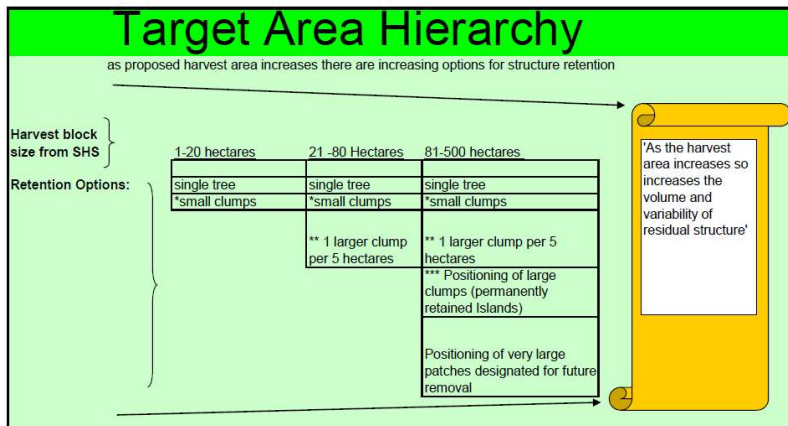 Target Area Hierarchy
as proposed harvest area increases there are increasing options for structure retention
Harvest block
size from SHS
1-20 hectares
21 -80 Hectares
81-500 hectares
Retention Options:
single tree
single tree
single tree
*small clumps
*small clumps
*small clumps
** 1 larger clump
per 5 hectares
** 1 larger clump per 5
hectares
*** Positioning of large
clumps (permanently
retained Islands)
Positioning of very large
patches designated for future
removal
'As the harvest
area increases so
increases the
volume and
variability of
residual structure'